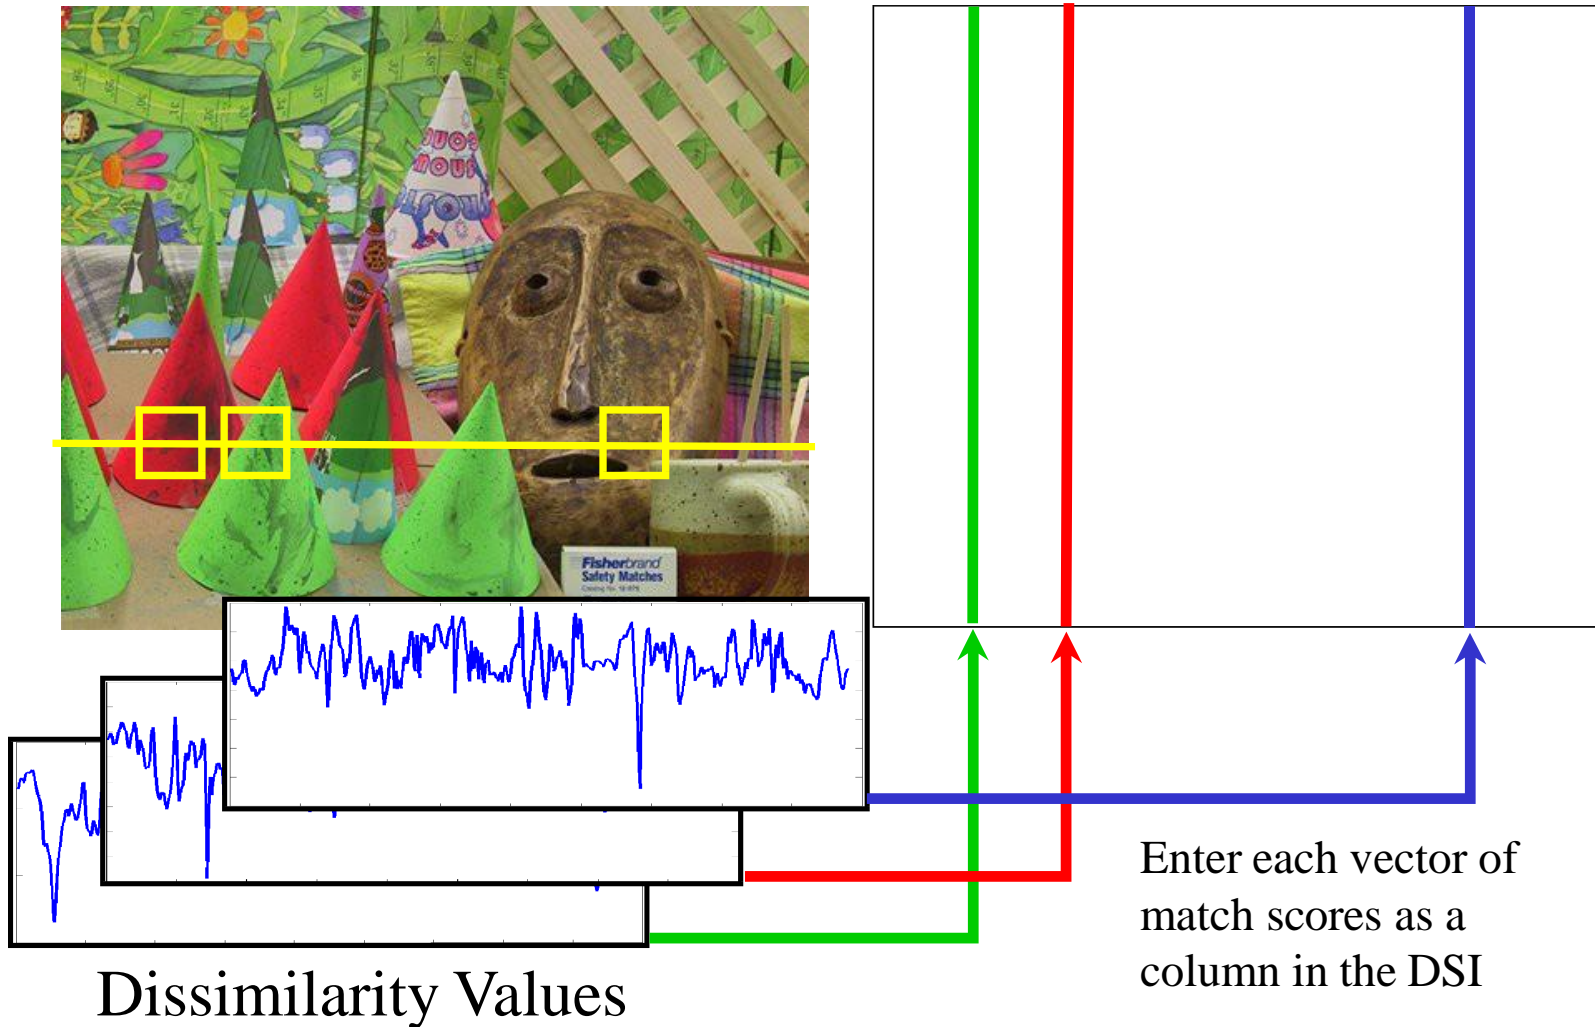 Fisherbrand
Safety Matches
Dissimilarity Values
Enter each vector of
match scores as a
column in the DSI